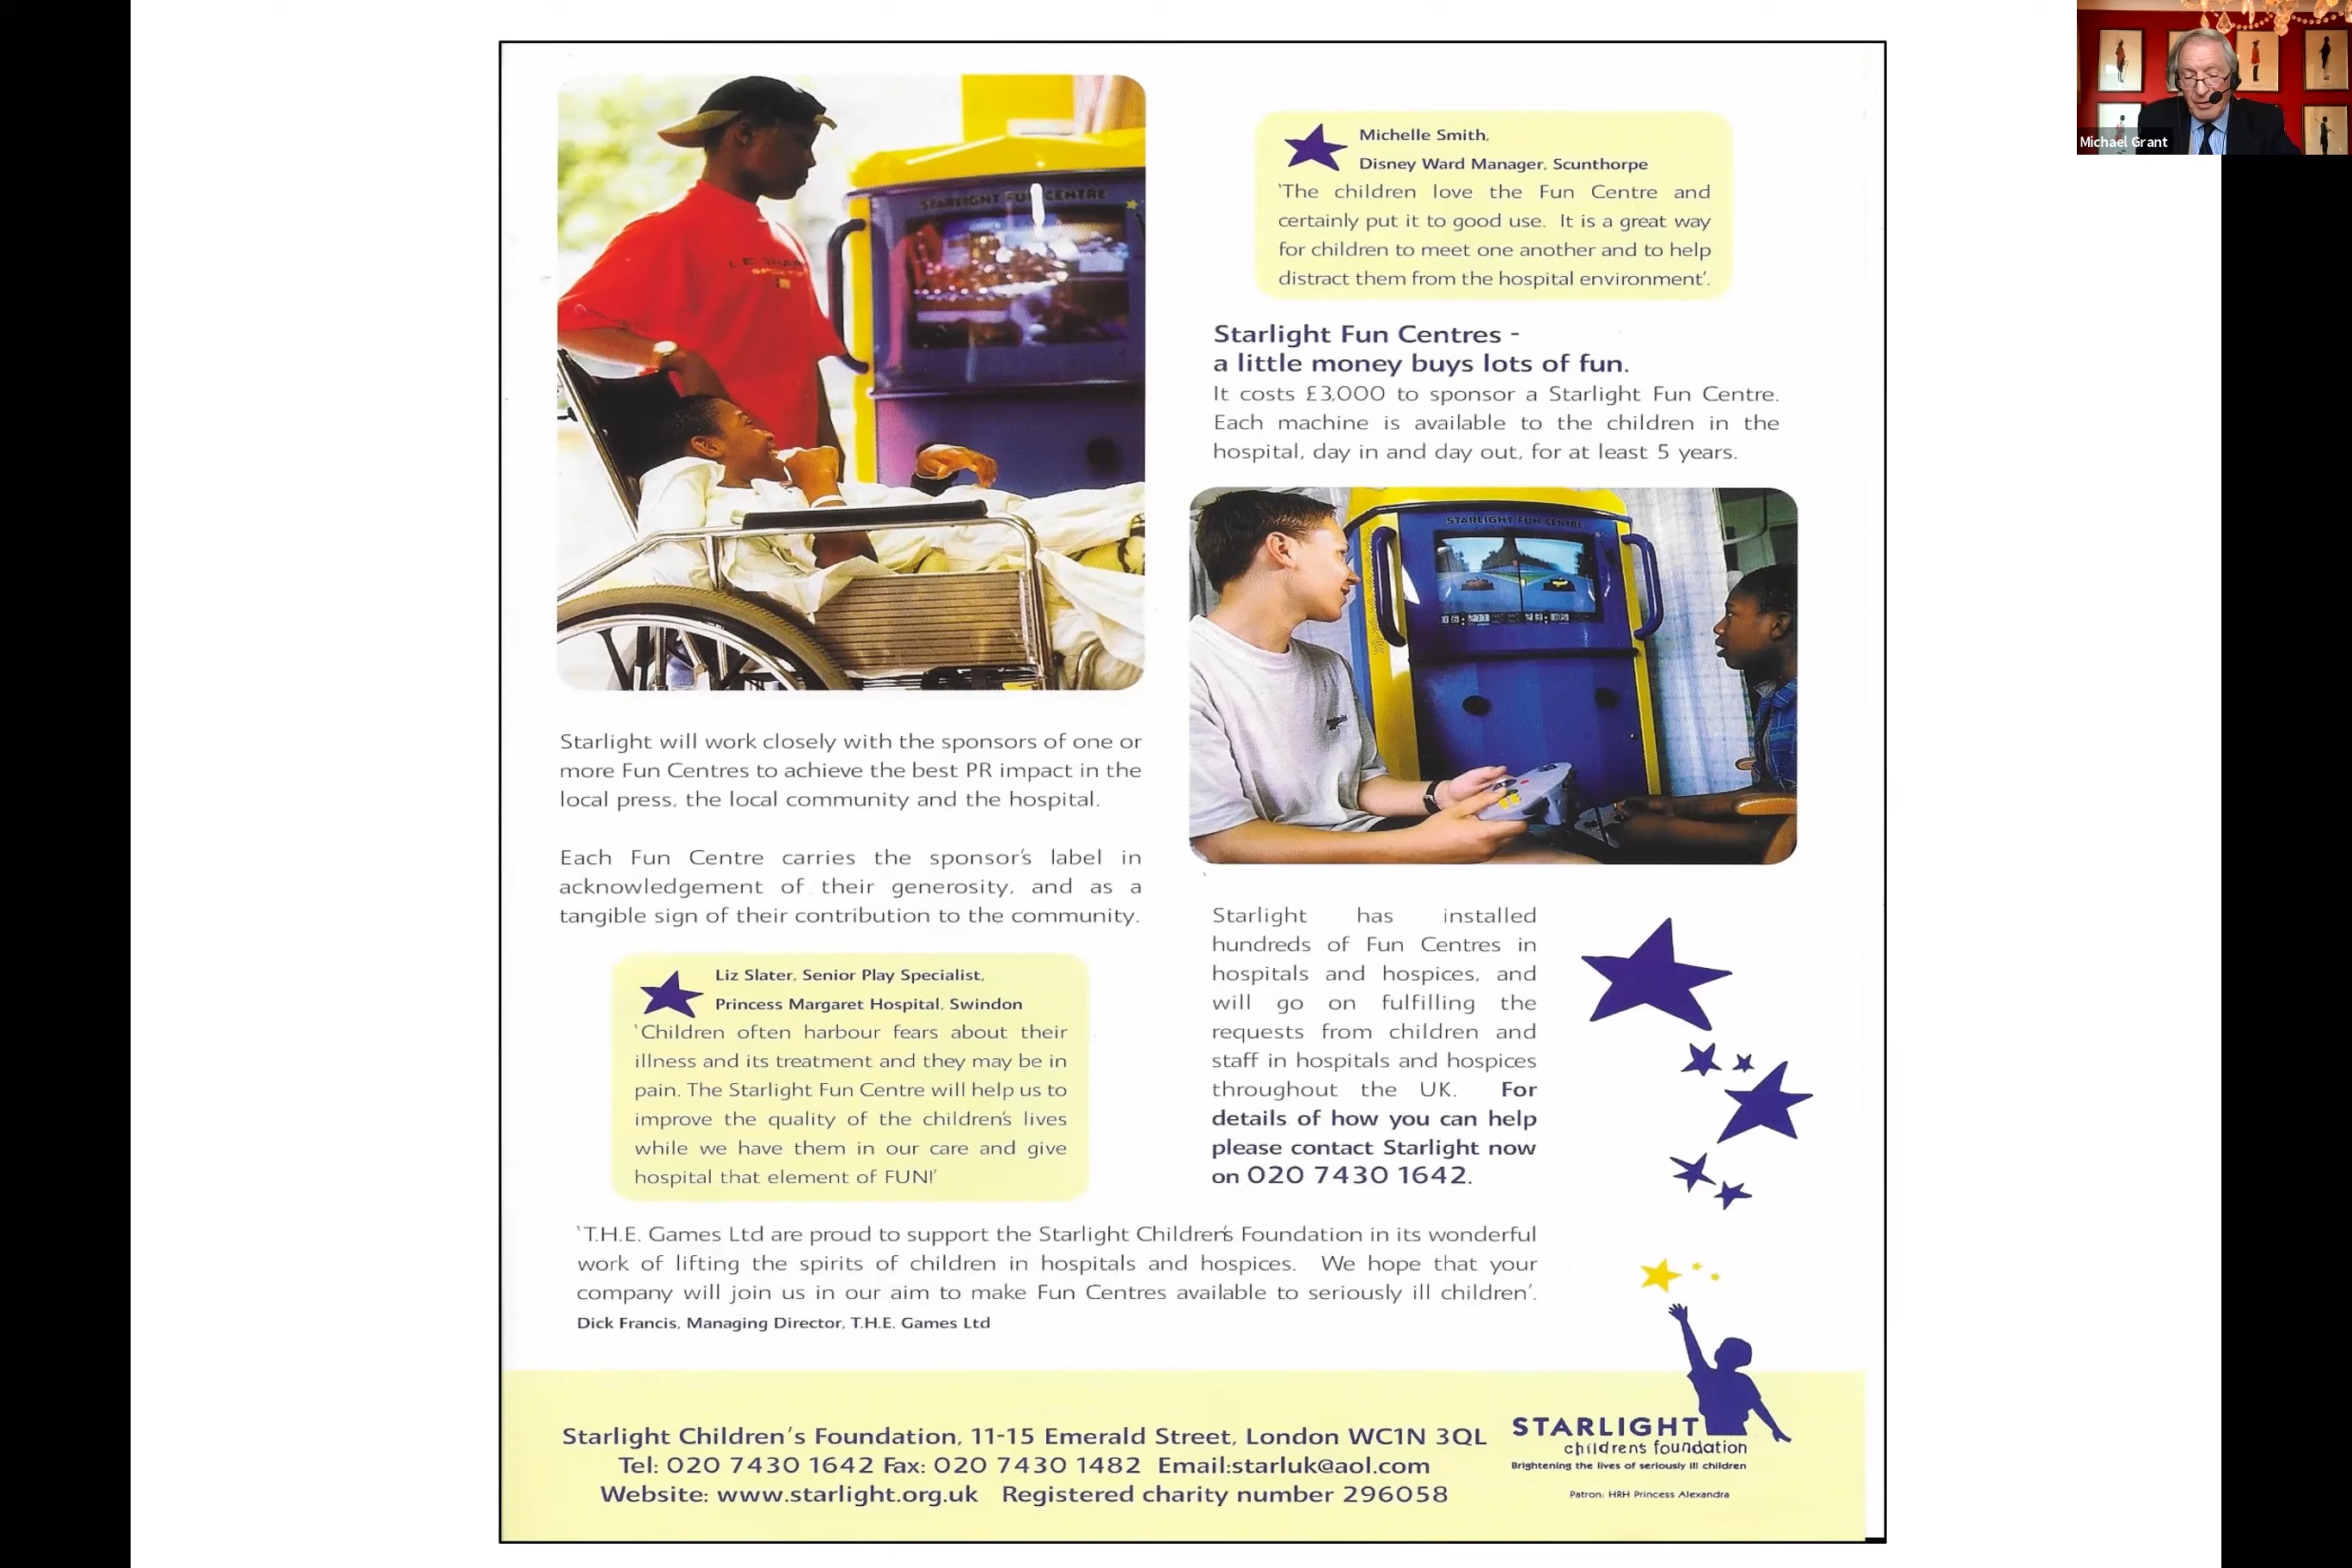 STARLIGHT FUN CENTRE
LE SHARK
Starlight will work closely with the sponsors of one or
more Fun Centres to achieve the best PR impact in the
local press, the local community and the hospital.
Each Fun Centre carries the sponsor's label in
acknowledgement of their generosity, and as a
tangible sign of their contribution to the community.
Liz Slater, Senior Play Specialist,
Princess Margaret Hospital, Swindon
'Children often harbour fears about their
illness and its treatment and they may be in
pain. The Starlight Fun Centre will help us to
improve the quality of the children's lives
while we have them in our care and give
hospital that element of FUN!'
Michelle Smith,
Disney Ward Manager, Scunthorpe
'The children love the Fun Centre and
certainly put it to good use. It is a great way
for children to meet one another and to help
distract them from the hospital environment'.
Starlight Fun Centres -
a little money buys lots of fun.
It costs £3,000 to sponsor a Starlight Fun Centre.
Each machine is available to the children in the
hospital, day in and day out, for at least 5 years.
STARLIGHT FUN CENTRE
Starlight has installed
hundreds of Fun Centres in
hospitals and hospices, and
will go on fulfilling the
requests from children and
staff in hospitals and hospices
throughout the UK. For
details of how you can help
please contact Starlight now
on 020 7430 1642.
'T.H.E. Games Ltd are proud to support the Starlight Children's Foundation in its wonderful
work of lifting the spirits of children in hospitals and hospices. We hope that your
company will join us in our aim to make Fun Centres available to seriously ill children'.
Dick Francis, Managing Director, T.H.E. Games Ltd
Starlight Children's Foundation, 11-15 Emerald Street, London WC1N 3QL
Tel: 020 7430 1642 Fax: 020 7430 1482 Email:starluk@aol.com
Website: www.starlight.org.uk Registered charity number 296058
STARLIGHT
children's foundation
Brightening the lives of seriously ill children
Patron: HRH Princess Alexandra
Michael Grant